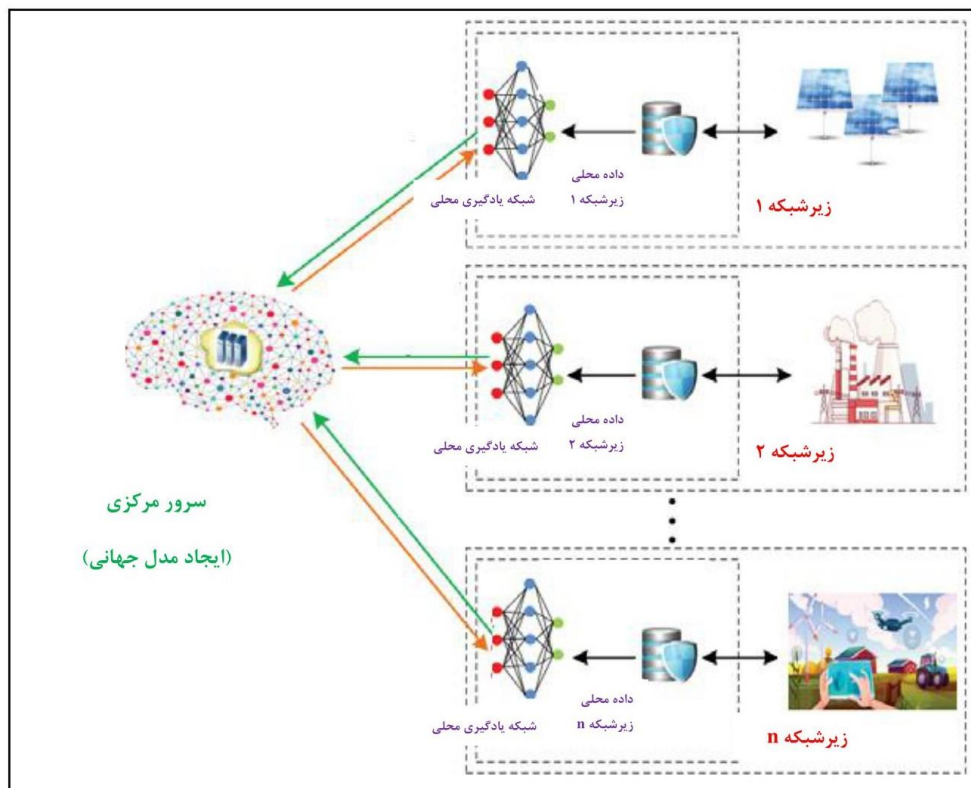 داده محلی
زیرشبکه ۱
شبکه یادگیری محلی
زیرشبکه ۱
داده محلی
زیرشبکه ۲
شبکه یادگیری محلی
زیرشبکه ۲
سرور مرکزی
(ایجاد مدل جهانی)
داده محلی
زیرشبکه n
شبکه یادگیری محلی
زیرشبکه n